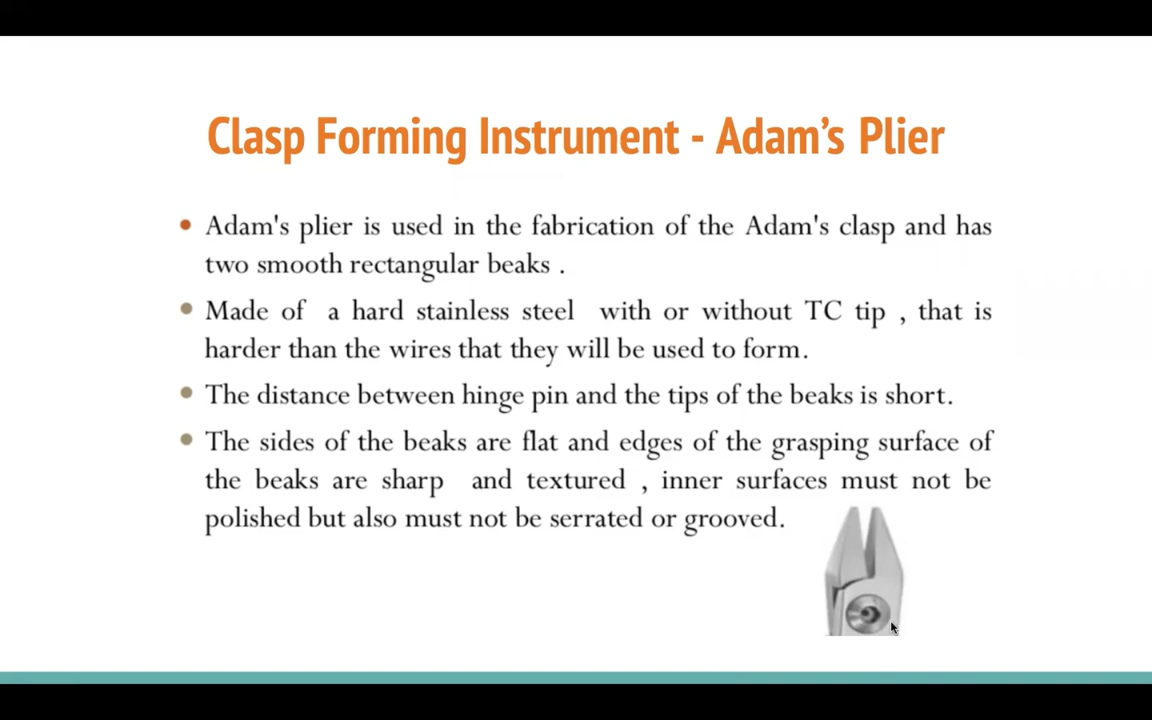 Clasp Forming Instrument - Adam's Plier
Adam's plier is used in the fabrication of the Adam's clasp and has
two smooth rectangular beaks .
Made of a hard stainless steel with or without TC tip , that is
harder than the wires that they will be used to form.
The distance between hinge pin and the tips of the beaks is short.
The sides of the beaks are flat and edges of the grasping surface of
the beaks are sharp and textured , inner surfaces must not be
polished but also must not be serrated or grooved.